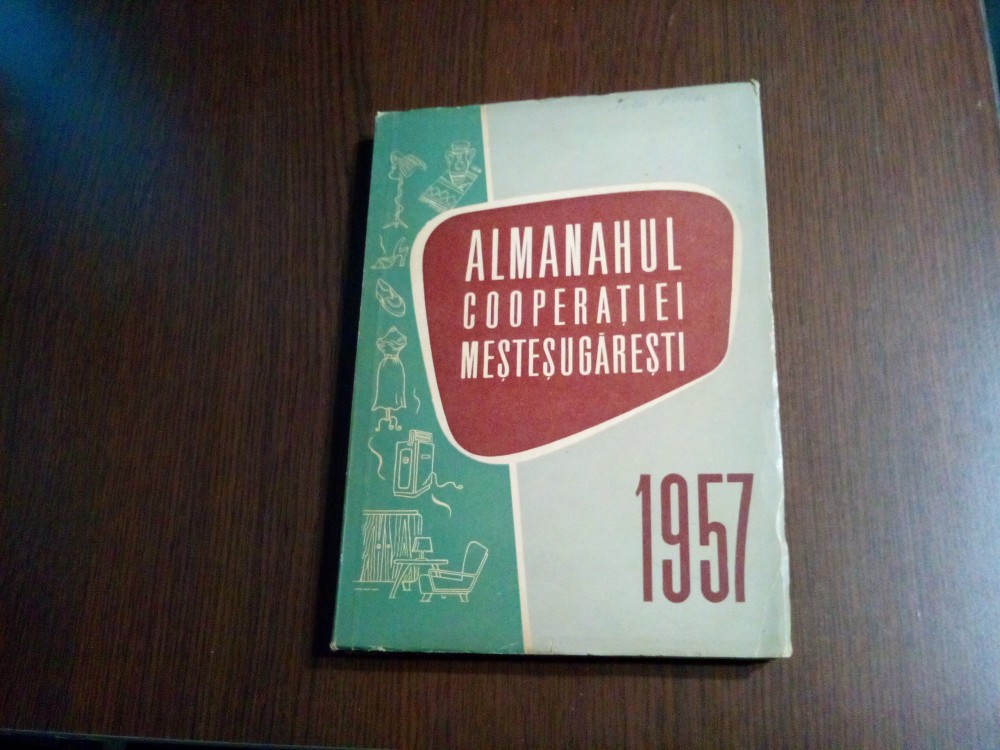 ALMANAHUL
COOPERAȚIEI
MEȘTEȘUGĂREȘTI
1957